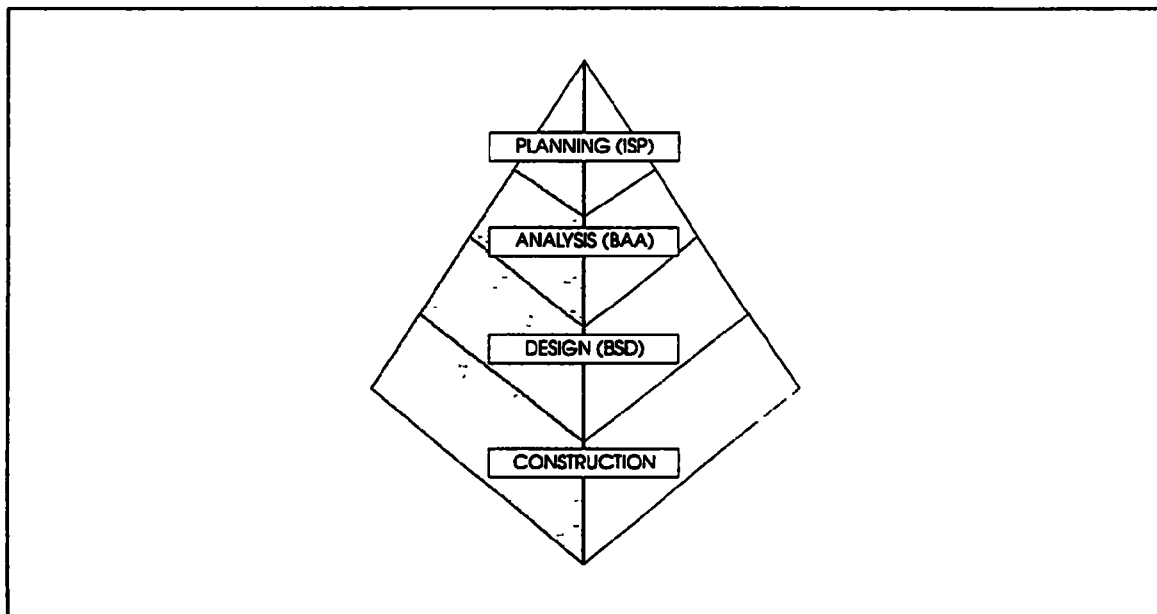 PLANNING (ISP)
ANALYSIS (BAA)
DESIGN (BSD)
CONSTRUCTION